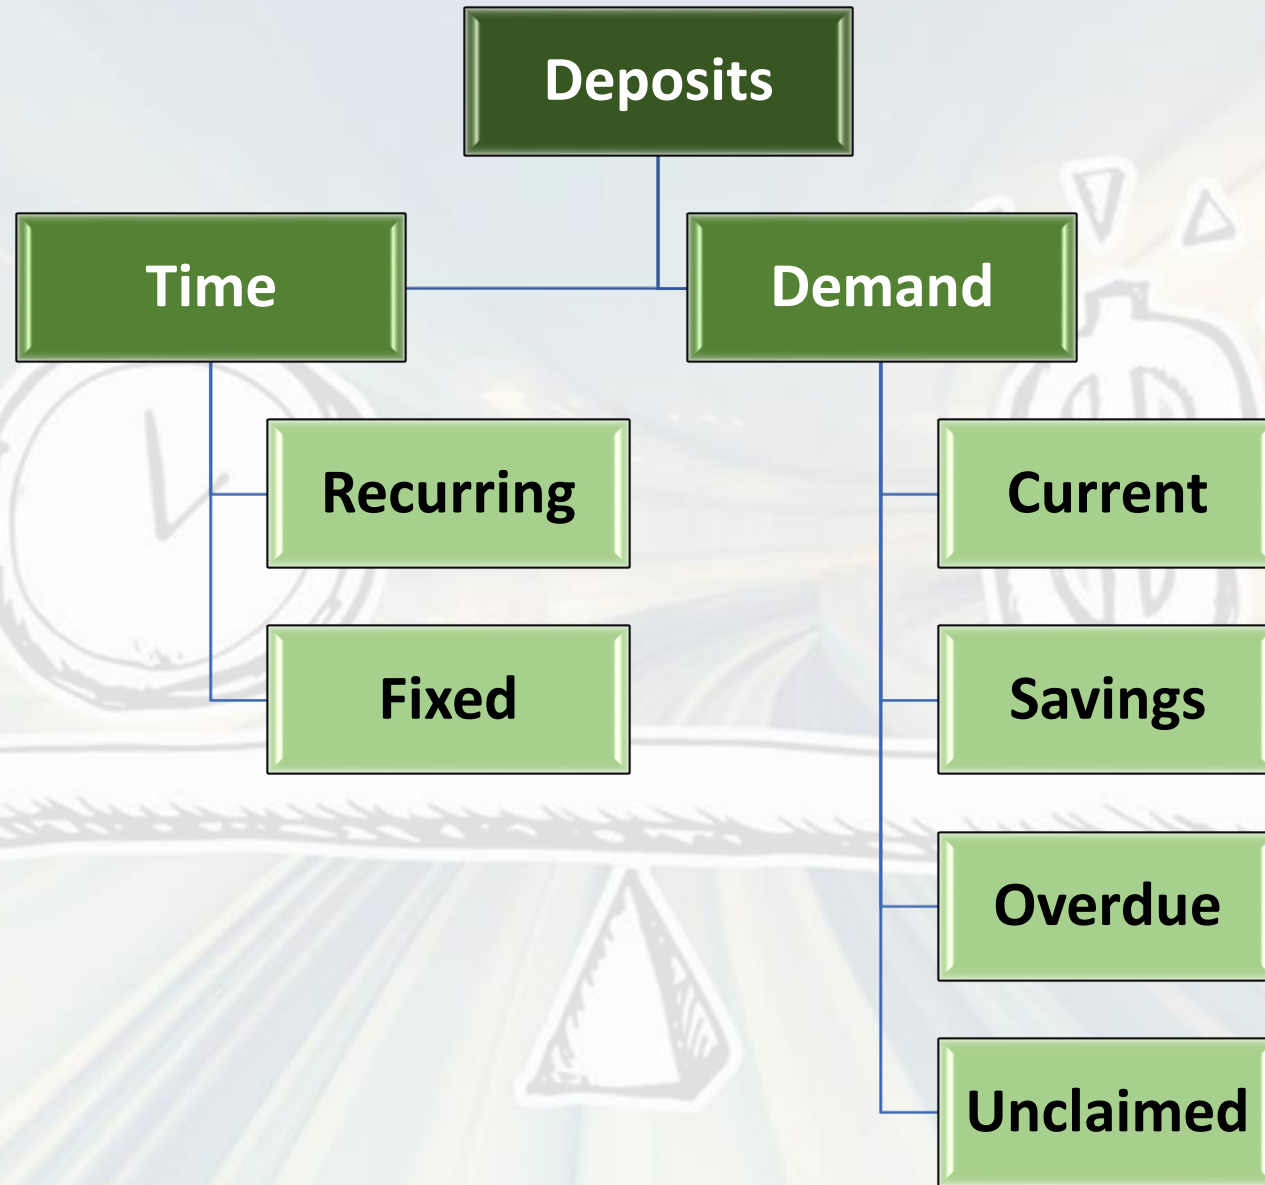 Deposits
Time
Demand
Recurring
Current
Fixed
Savings
Overdue
Unclaimed